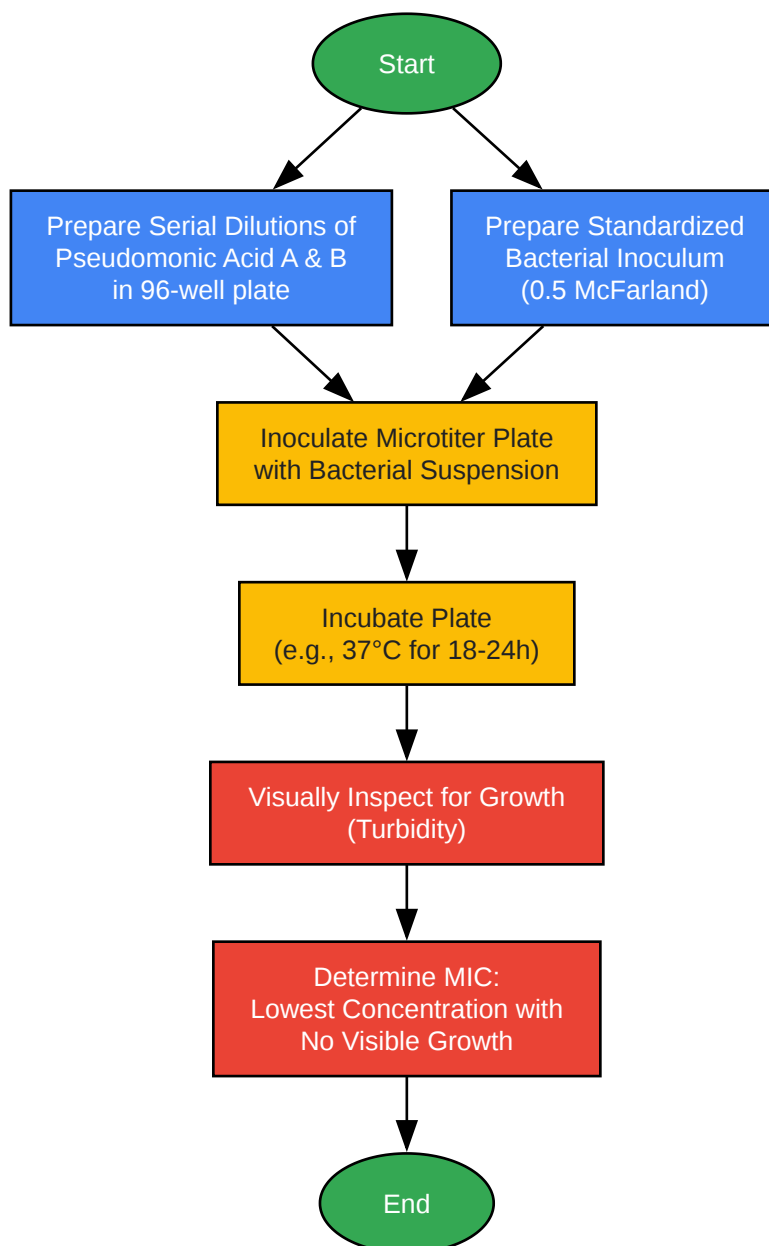 Start
Prepare Serial Dilutions of
Pseudomonic Acid A & B
in 96-well plate
Prepare Standardized
Bacterial Inoculum
(0.5 McFarland)
Inoculate Microtiter Plate
with Bacterial Suspension
Incubate Plate
(e.g., 37°C for 18-24h)
Visually Inspect for Growth
(Turbidity)
Determine MIC:
Lowest Concentration with
No Visible Growth
End